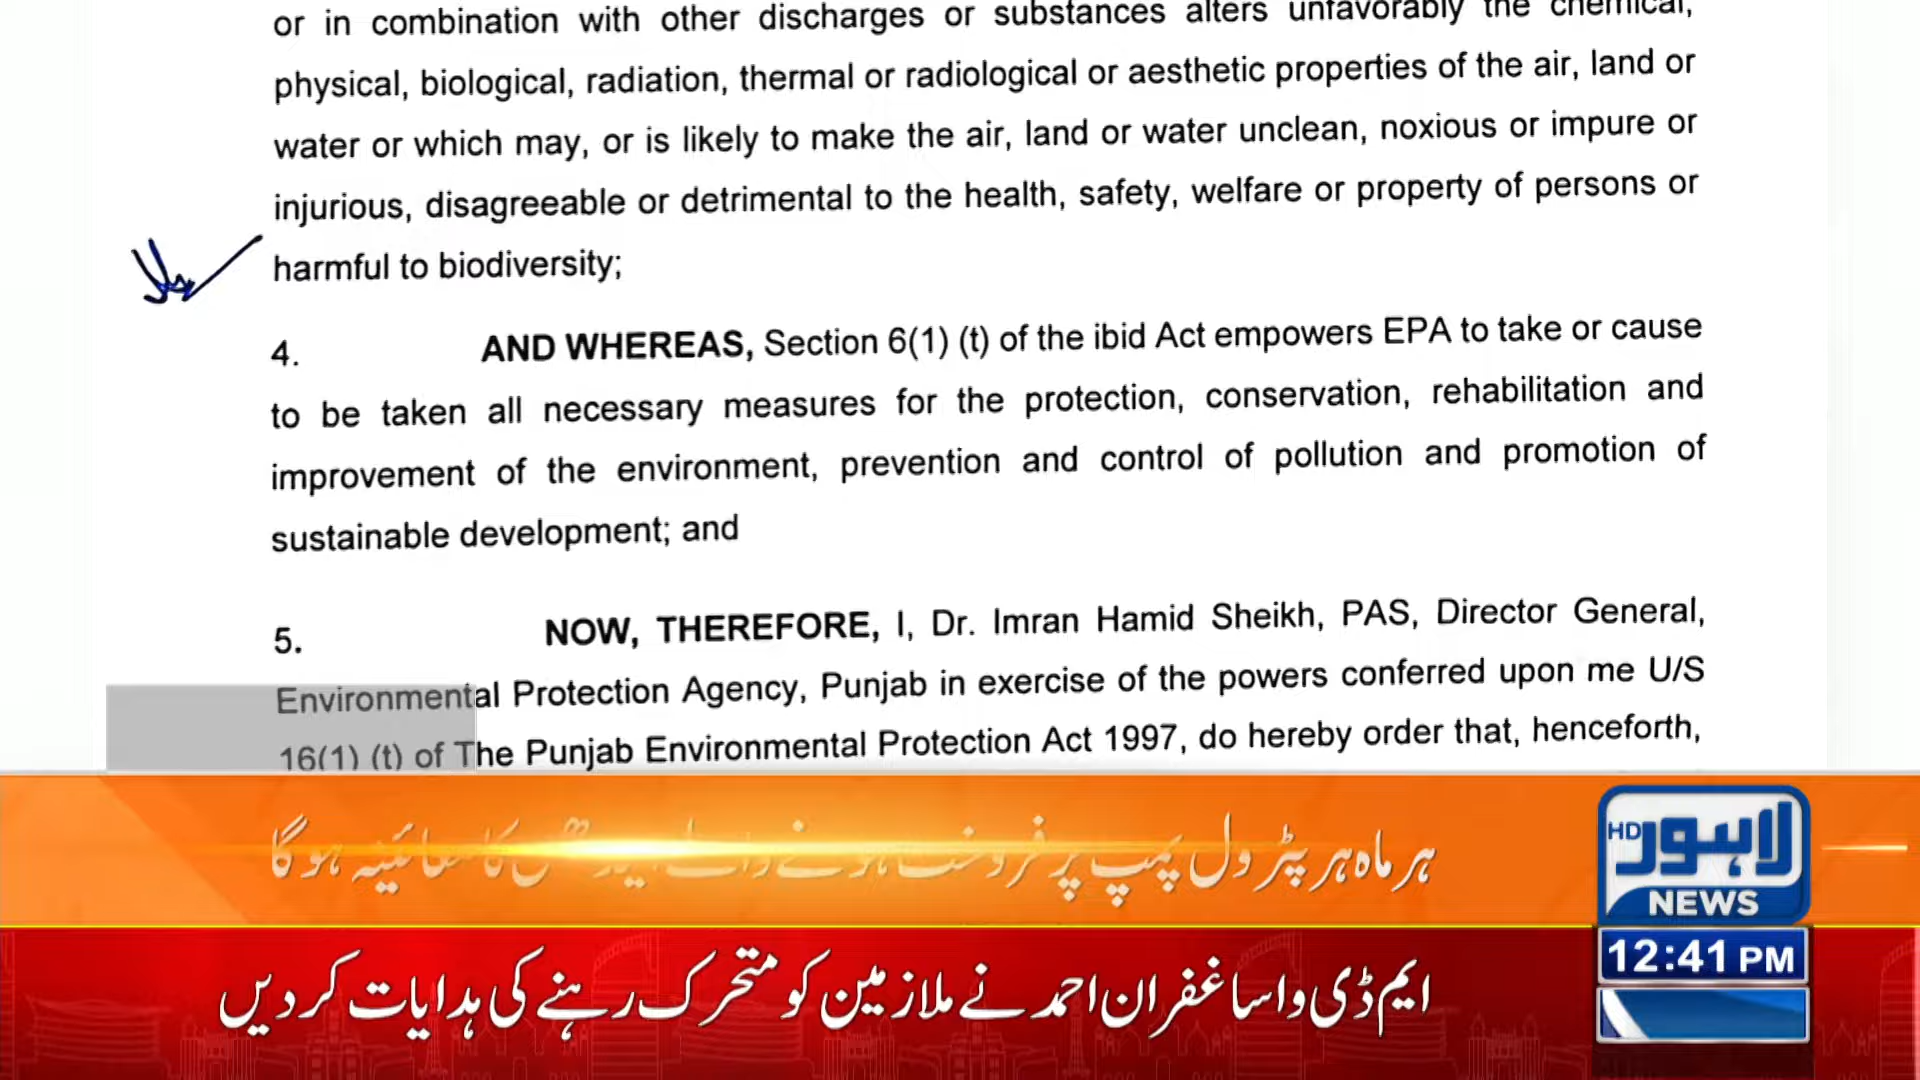 or in combination with other discharges or substances alters unfavorably the chemical,
physical, biological, radiation, thermal or radiological or aesthetic properties of the air, land or
water or which may, or is likely to make the air, land or water unclean, noxious or impure or
injurious, disagreeable or detrimental to the health, safety, welfare or property of persons or
harmful to biodiversity;
4. AND WHEREAS, Section 6(1) (t) of the ibid Act empowers EPA to take or cause
to be taken all necessary measures for the protection, conservation, rehabilitation and
improvement of the environment, prevention and control of pollution and promotion of
sustainable development; and
5. NOW, THEREFORE, I, Dr. Imran Hamid Sheikh, PAS, Director General,
Environmental Protection Agency, Punjab in exercise of the powers conferred upon me U/S
16(1) (t) of The Punjab Environmental Protection Act 1997, do hereby order that, henceforth,
ہر ماہ ہر پٹرول پمپ پر فروخت ہونے والے کا معائنہ ہوگا
HD لاہور
NEWS
12:41 PM
ایم ڈی واسا غفران احمد نے ملازمین کو متحرک رہنے کی ہدایات کر دیں